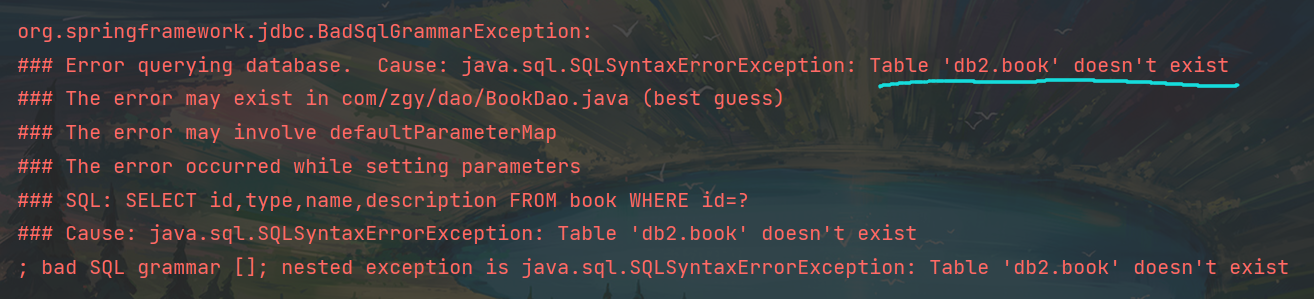 org.springframework.jdbc.BadSqlGrammarException:
### Error querying database.  Cause: java.sql.SQLSyntaxErrorException: Table 'db2.book' doesn't exist
### The error may exist in com/zgy/dao/BookDao.java (best guess)
### The error may involve defaultParameterMap
### The error occurred while setting parameters
### SQL: SELECT id,type,name,description FROM book WHERE id=?
### Cause: java.sql.SQLSyntaxErrorException: Table 'db2.book' doesn't exist
; bad SQL grammar []; nested exception is java.sql.SQLSyntaxErrorException: Table 'db2.book' doesn't exist